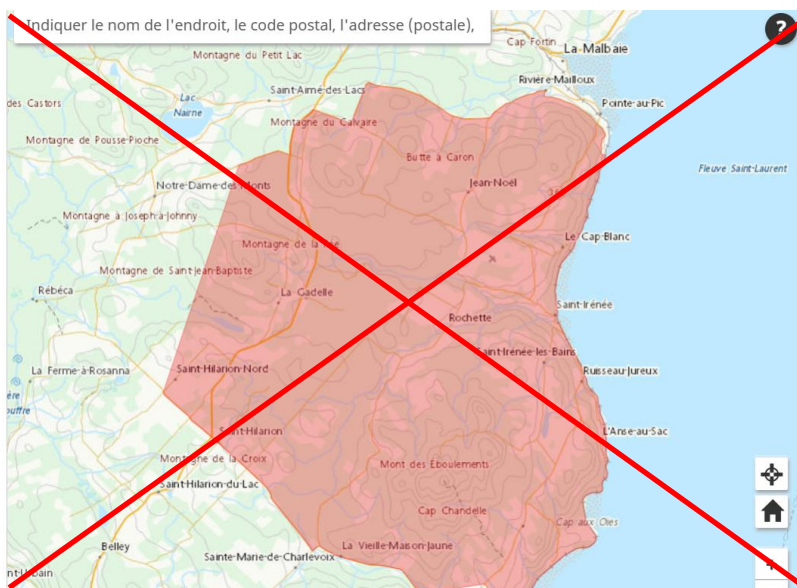 Indiquer le nom de l'endroit, le code postal, l'adresse (postale),
?
Cap Fortin
La-Malbaie
Montagne du Petit Lac
Rivière-Mailloux
Saint-Aimé-des-Lacs
Pointe-au-Pic
des Castors
Lac
Nairne
Montagne du Calvaire
Montagne de Pousse-Pioche
Butte à Caron
Fleuve Saint-Laurent
Jean-Noël
Notre-Dame-des-Monts
Montagne à Joseph-à-Johnny
Le Cap-Blanc
Montagne de la
Montagne de Saint-Jean-Baptiste
Rébéca
La Gadelle
Saint-Irénée
Rochette
Saint-Irénée-les-Bains
La Ferme-à-Rosanna
Saint-Hilarion-Nord
Ruisseau-Jureux
Saint-Hilarion
L'Anse-au-Sac
Montagne de la Croix
Mont des Éboulements
Saint-Hilarion-du-Lac
Cap Chandelle
Cap aux Oies
Belley
La Vieille-Maison-Jaune
Sainte-Marie-de-Charlevoix